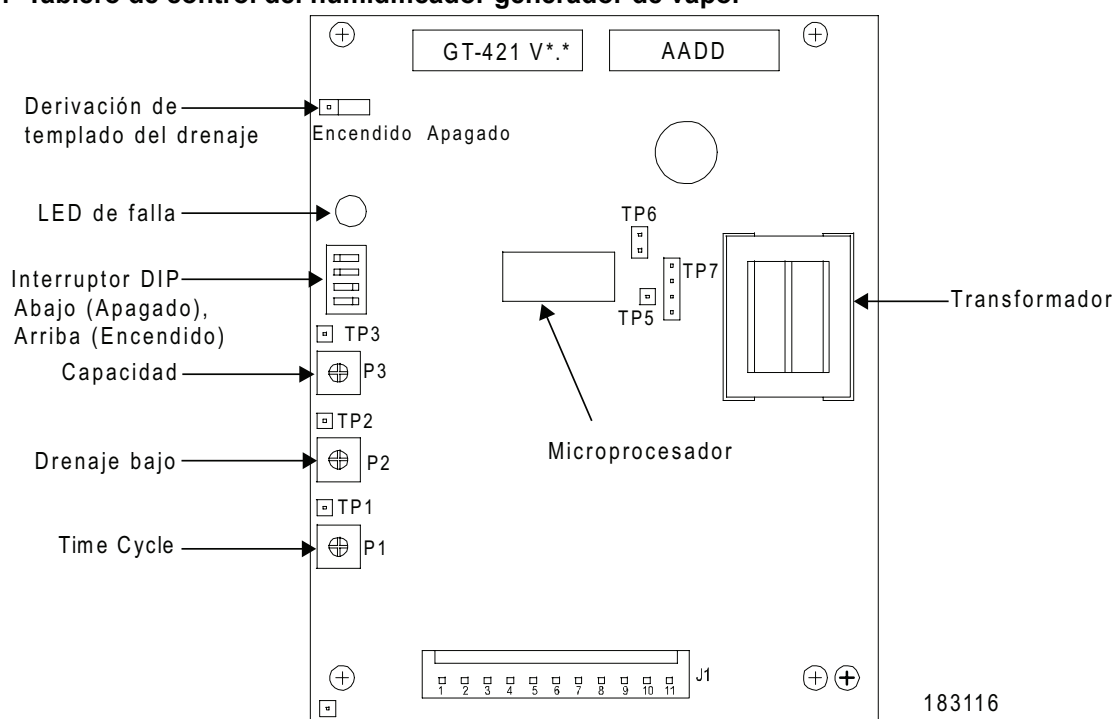 Tablero de control del humidificador generador de vapor
GT-421 V*.*
AADD
Derivación de
templado del drenaje
Encendido Apagado
LED de falla
TP6
Interruptor DIP
Abajo (Apagado),
Arriba (Encendido)
TP7
TP5
Transformador
TP3
Capacidad
P3
TP2
Microprocesador
Drenaje bajo
P2
TP1
Time Cycle
P1
J1
1 2 3 4 5 6 7 8 9 10 11
183116